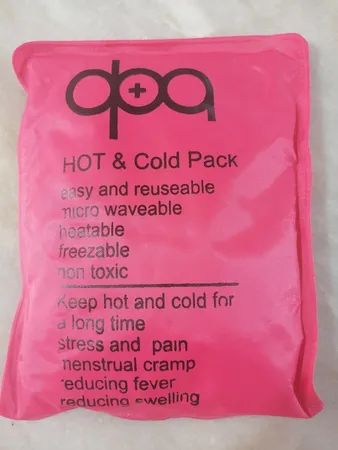 dpq
HOT & Cold Pack
easy and reuseable
micro waveable
heatable
freezable
non toxic
Keep hot and cold for
a long time
stress and pain
menstrual cramp
reducing fever
reducing swelling